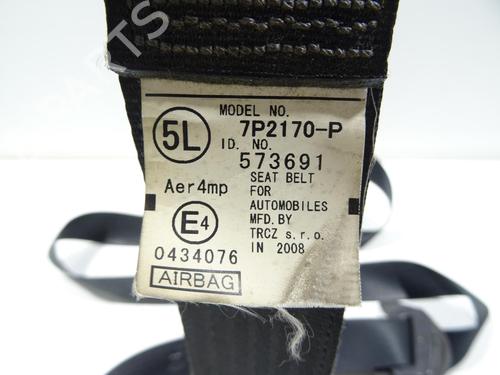 PARTS
MODEL NO.
5L
7P2170-P
ID. NO.
573691
Aer4mp
SEAT BELT
FOR
AUTOMOBILES
E4
MFD. BY
TRCZ s.r.o.
0434076
IN 2008
AIRBAG